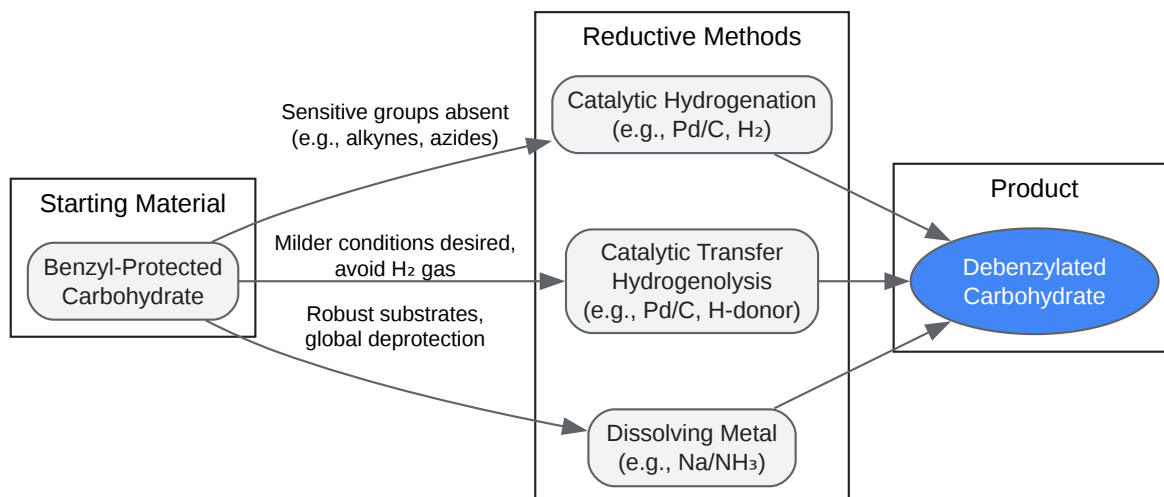 Reductive Methods
Catalytic Hydrogenation
(e.g., Pd/C, H₂)
Sensitive groups absent
(e.g., alkynes, azides)
Starting Material
Benzyl-Protected
Carbohydrate
Milder conditions desired,
avoid H₂ gas
Catalytic Transfer
Hydrogenolysis
(e.g., Pd/C, H-donor)
Product
Debenzylated
Carbohydrate
Robust substrates,
global deprotection
Dissolving Metal
(e.g., Na/NH₃)